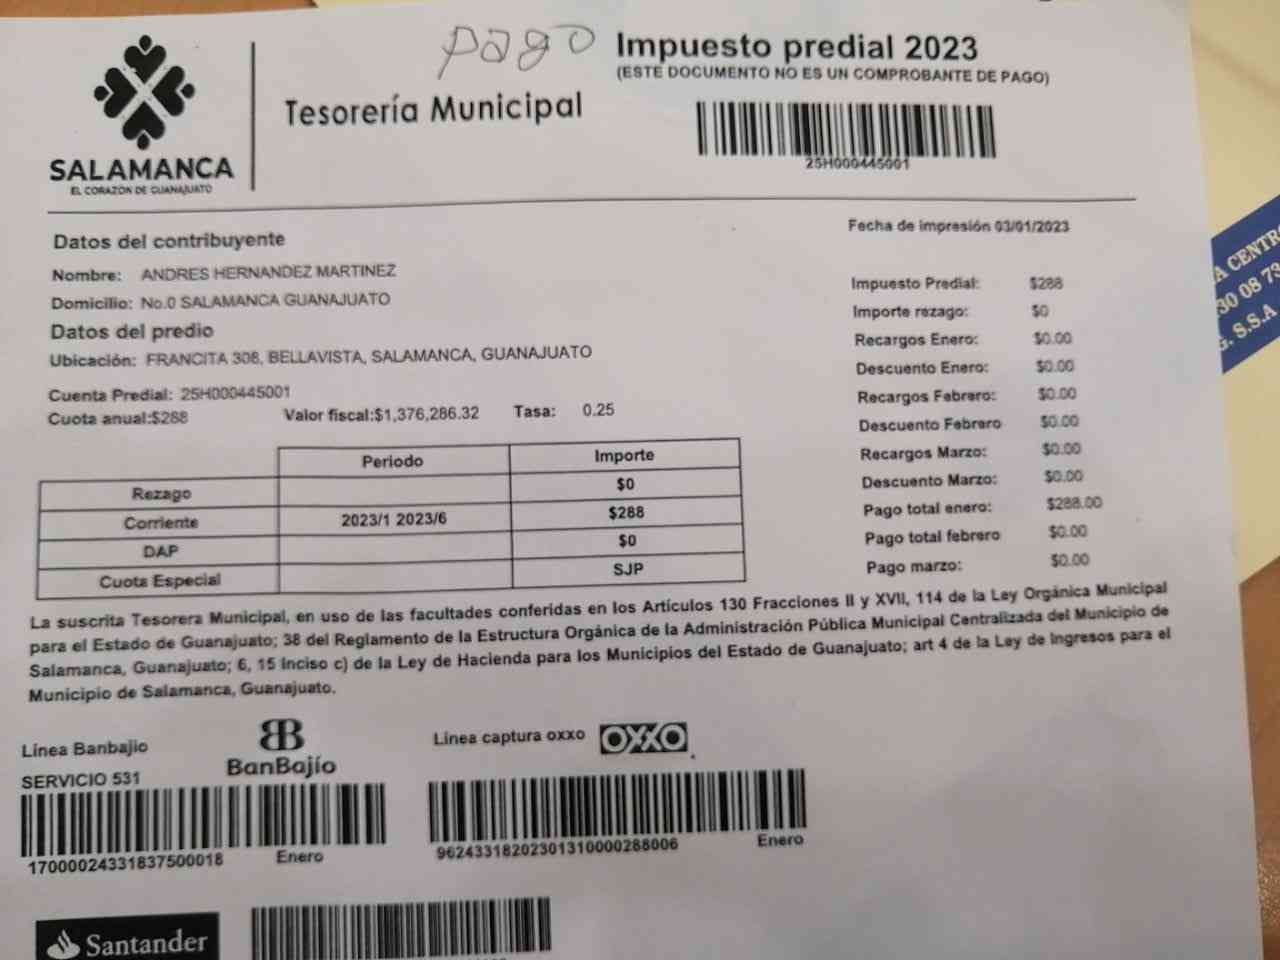 pago
Impuesto predial 2023
(ESTE DOCUMENTO NO ES UN COMPROBANTE DE PAGO)
Tesorería Municipal
25H000445001
SALAMANCA
EL CORAZÓN DE GUANAJUATO
Fecha de impresión 03/01/2023
Datos del contribuyente
Nombre: ANDRES HERNANDEZ MARTINEZ
Domicilio: No.0 SALAMANCA GUANAJUATO
Datos del predio
Ubicación: FRANCITA 308, BELLAVISTA, SALAMANCA, GUANAJUATO
Cuenta Predial: 25H000445001
Cuota anual:$288 Valor fiscal:$1,376,286.32 Tasa: 0.25
Impuesto Predial: $288
Importe rezago: $0
Recargos Enero: $0.00
Descuento Enero: $0.00
Recargos Febrero: $0.00
Descuento Febrero $0.00
Recargos Marzo: $0.00
Descuento Marzo: $0.00
Pago total enero: $288.00
Pago total febrero $0.00
Pago marzo: $0.00
Periodo Importe
Rezago $0
Corriente 2023/1 2023/6 $288
DAP $0
Cuota Especial SJP
La suscrita Tesorera Municipal, en uso de las facultades conferidas en los Artículos 130 Fracciones II y XVII, 114 de la Ley Orgánica Municipal
para el Estado de Guanajuato; 38 del Reglamento de la Estructura Orgánica de la Administración Pública Municipal Centralizada del Municipio de
Salamanca, Guanajuato; 6, 15 inciso c) de la Ley de Hacienda para los Municipios del Estado de Guanajuato; art 4 de la Ley de Ingresos para el
Municipio de Salamanca, Guanajuato.
Línea Banbajio
BB
BanBajío
SERVICIO 531
17000024331837500018 Enero
Linea captura oxxo OXXO
96243318202301310000288006 Enero
Santander
A CENTR
30 08 73
S.S.A